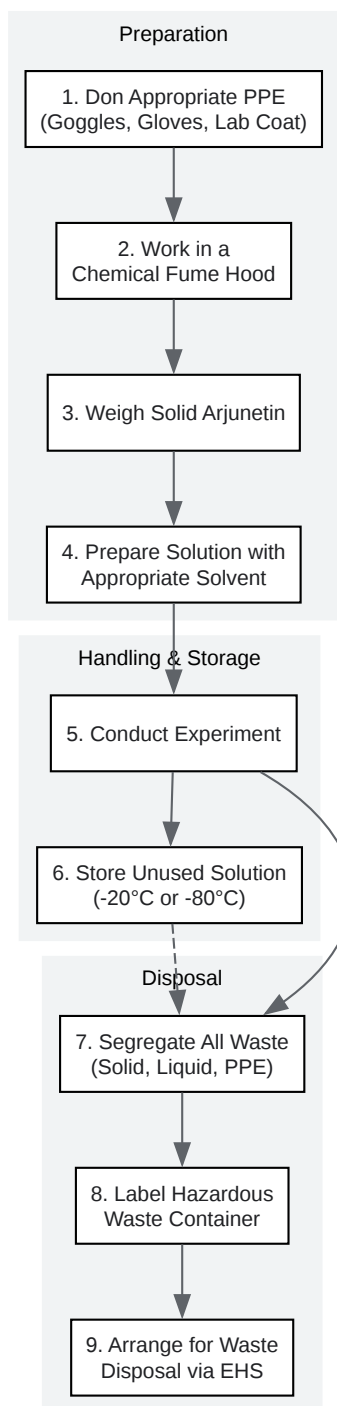 Preparation
1. Don Appropriate PPE
(Goggles, Gloves, Lab Coat)
2. Work in a
Chemical Fume Hood
3. Weigh Solid Arjunetin
4. Prepare Solution with
Appropriate Solvent
Handling & Storage
5. Conduct Experiment
6. Store Unused Solution
(-20°C or -80°C)
Disposal
7. Segregate All Waste
(Solid, Liquid, PPE)
8. Label Hazardous
Waste Container
9. Arrange for Waste
Disposal via EHS